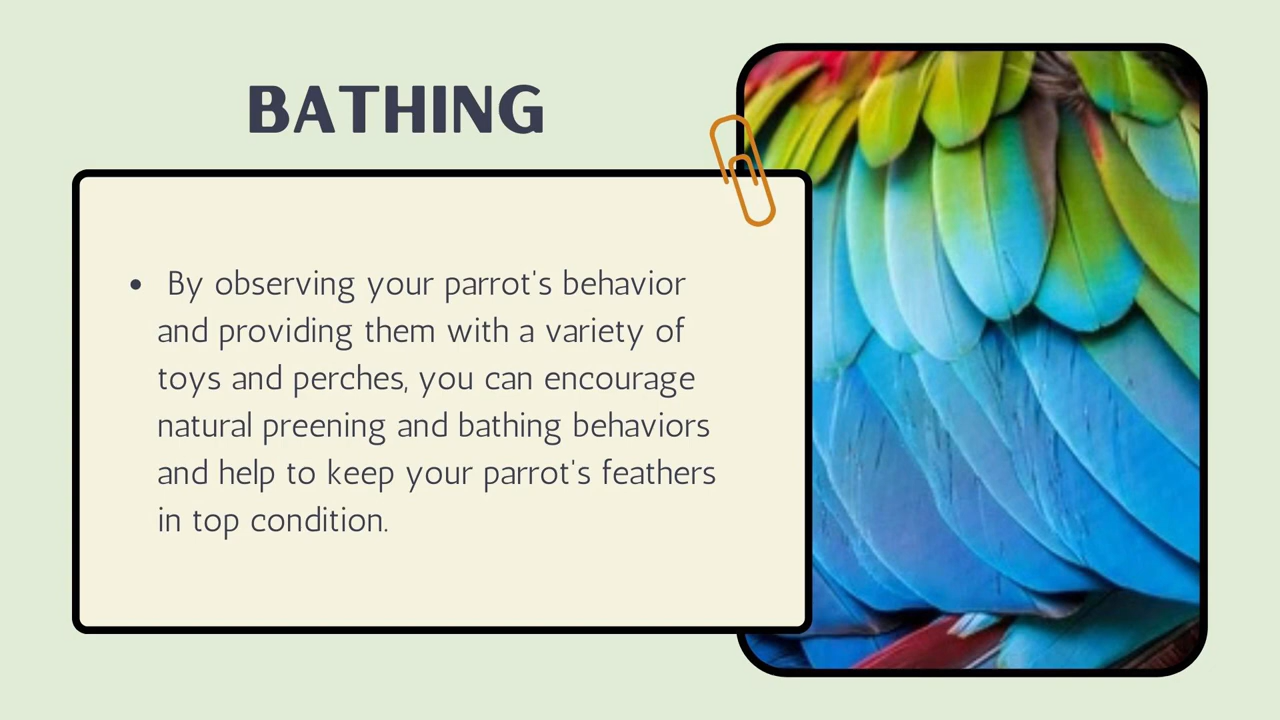 BATHING
• By observing your parrot's behavior
and providing them with a variety of
toys and perches, you can encourage
natural preening and bathing behaviors
and help to keep your parrot's feathers
in top condition.